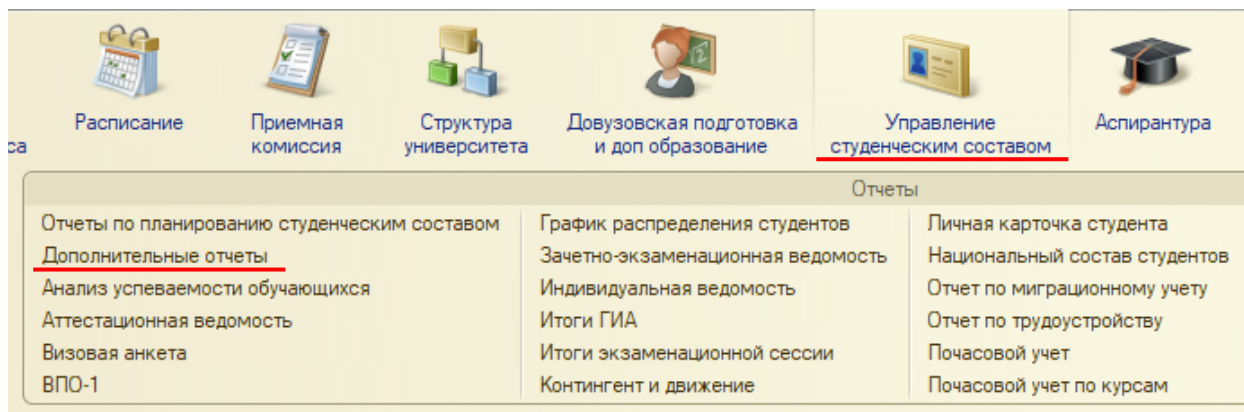 Расписание
Приемная
комиссия
Структура
университета
Довузовская подготовка
и доп образование
Управление
студенческим составом
Аспирантура
са
Отчеты
Отчеты по планированию студенческим составом
Дополнительные отчеты
Анализ успеваемости обучающихся
Аттестационная ведомость
Визовая анкета
ВПО-1
График распределения студентов
Зачетно-экзаменационная ведомость
Индивидуальная ведомость
Итоги ГИА
Итоги экзаменационной сессии
Контингент и движение
Личная карточка студента
Национальный состав студентов
Отчет по миграционному учету
Отчет по трудоустройству
Почасовой учет
Почасовой учет по курсам